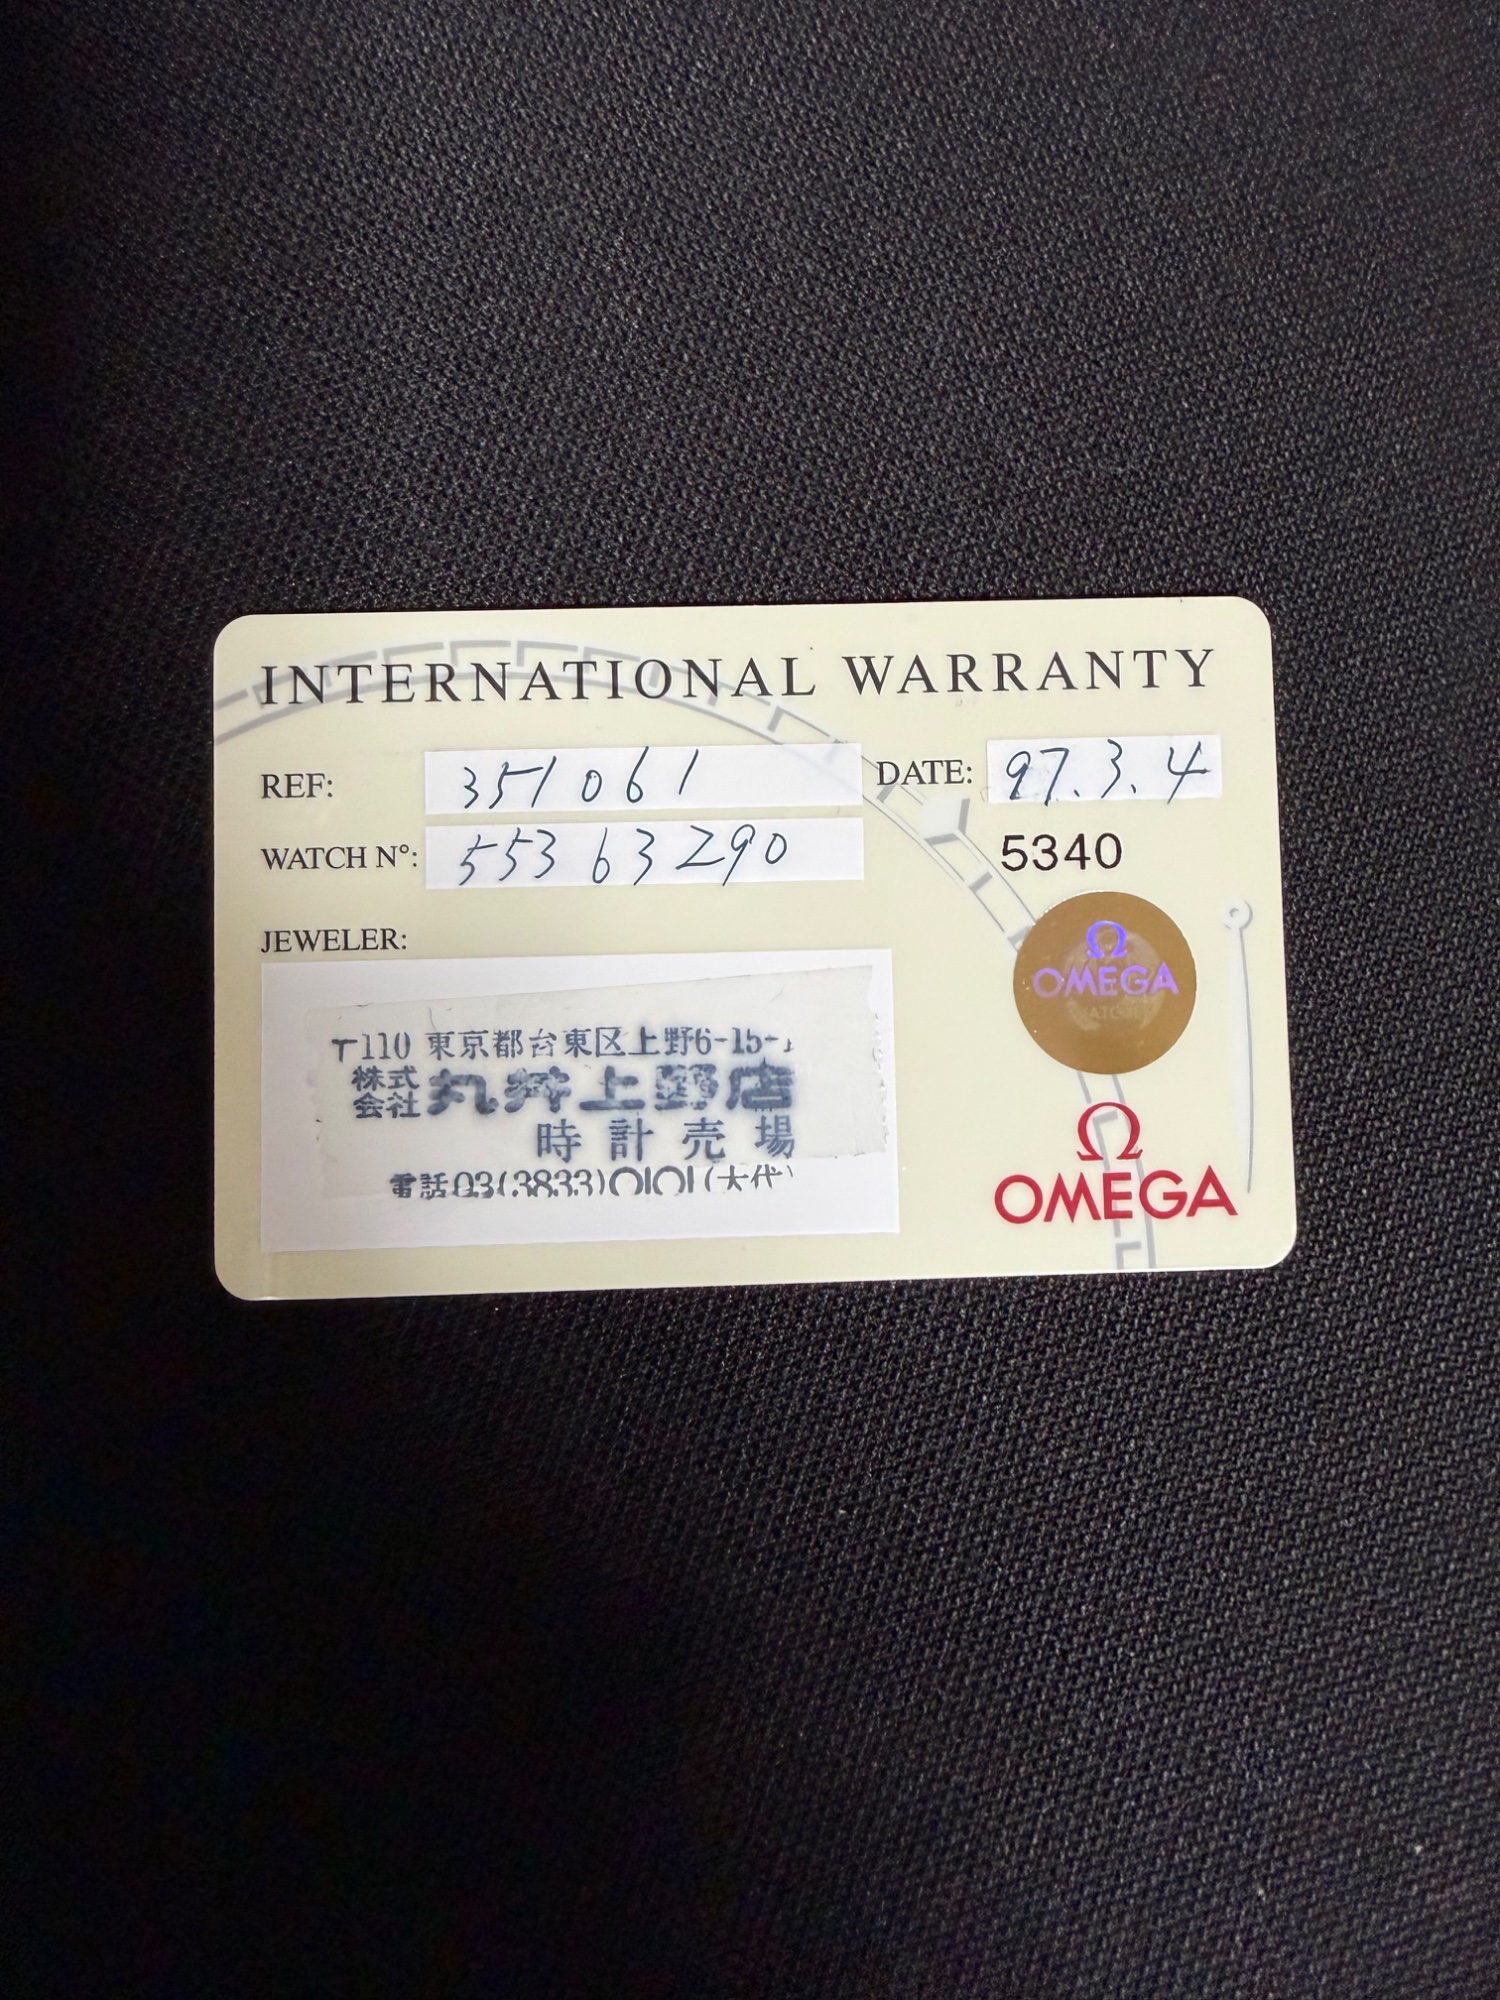 INTERNATIONAL WARRANTY
REF: 351061 DATE: 97.3.4
WATCH N°: 55363290 5340
JEWELER:
〒110 東京都台東区上野6-15-1
株式会社 丸井上野店
時計売場
電話03(3833)0101(大代)
Ω
OMEGA
Ω
OMEGA